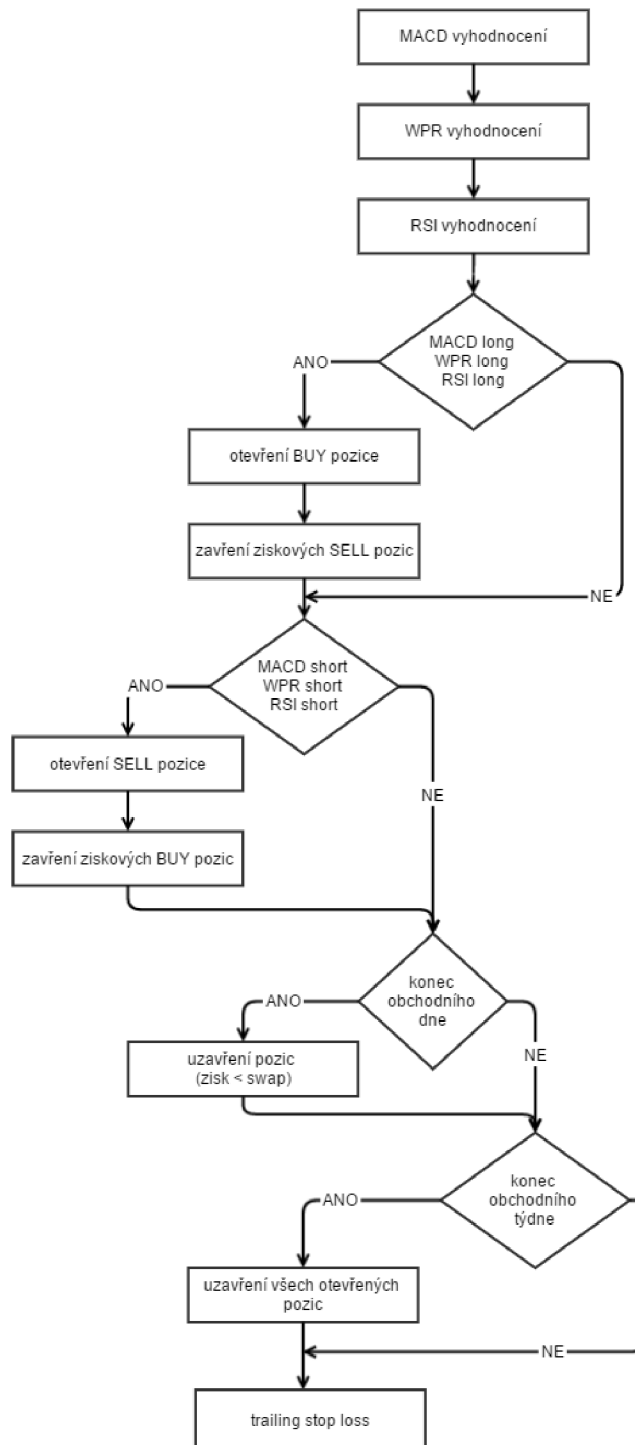 MACD vyhodnocení
WPR vyhodnocení
RSI vyhodnocení
MACD long
WPR long
RSI long
ANO
otevření BUY pozice
zavření ziskových SELL pozic
NE
MACD short
WPR short
RSI short
ANO
otevření SELL pozice
NE
zavření ziskových BUY pozic
konec
obchodního
dne
ANO
NE
uzavření pozic
(zisk < swap)
konec
obchodního
týdne
ANO
uzavření všech otevřených
pozic
NE
trailing stop loss